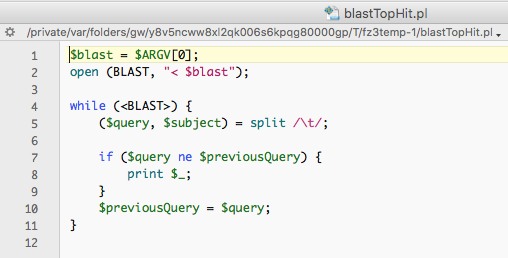 blastTopHit.pl
/private/var/folders/gw/y8v5ncww8xl2qk006s6kpqg80000gp/T/fz3temp-1/blastTopHit.pl
1 $blast = $ARGV[0];
2 open (BLAST, "< $blast");
3
4 while (<BLAST>) {
5     ($query, $subject) = split /\t/;
6
7     if ($query ne $previousQuery) {
8         print $_;
9     }
10     $previousQuery = $query;
11 }
12